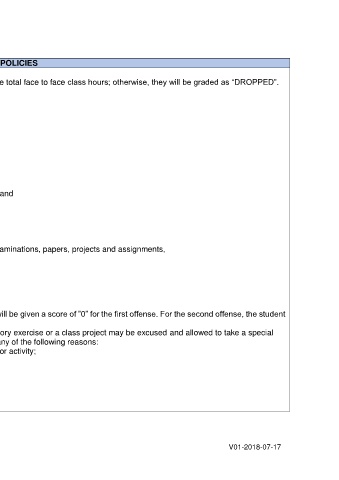 POLICIES
e total face to face class hours; otherwise, they will be graded as “DROPPED”.
and
aminations, papers, projects and assignments,
will be given a score of "0" for the first offense. For the second offense, the student
ory exercise or a class project may be excused and allowed to take a special
any of the following reasons:
or activity;
V01-2018-07-17